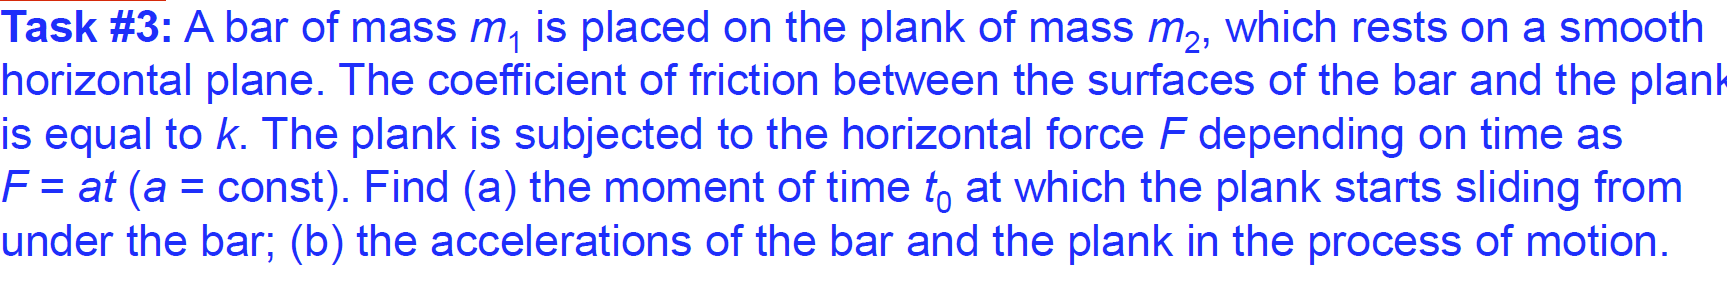 Task #3: A bar of mass m₁ is placed on the plank of mass m₂, which rests on a smooth
horizontal plane. The coefficient of friction between the surfaces of the bar and the plank
is equal to k. The plank is subjected to the horizontal force F depending on time as
F = at (a = const). Find (a) the moment of time t₀ at which the plank starts sliding from
under the bar; (b) the accelerations of the bar and the plank in the process of motion.